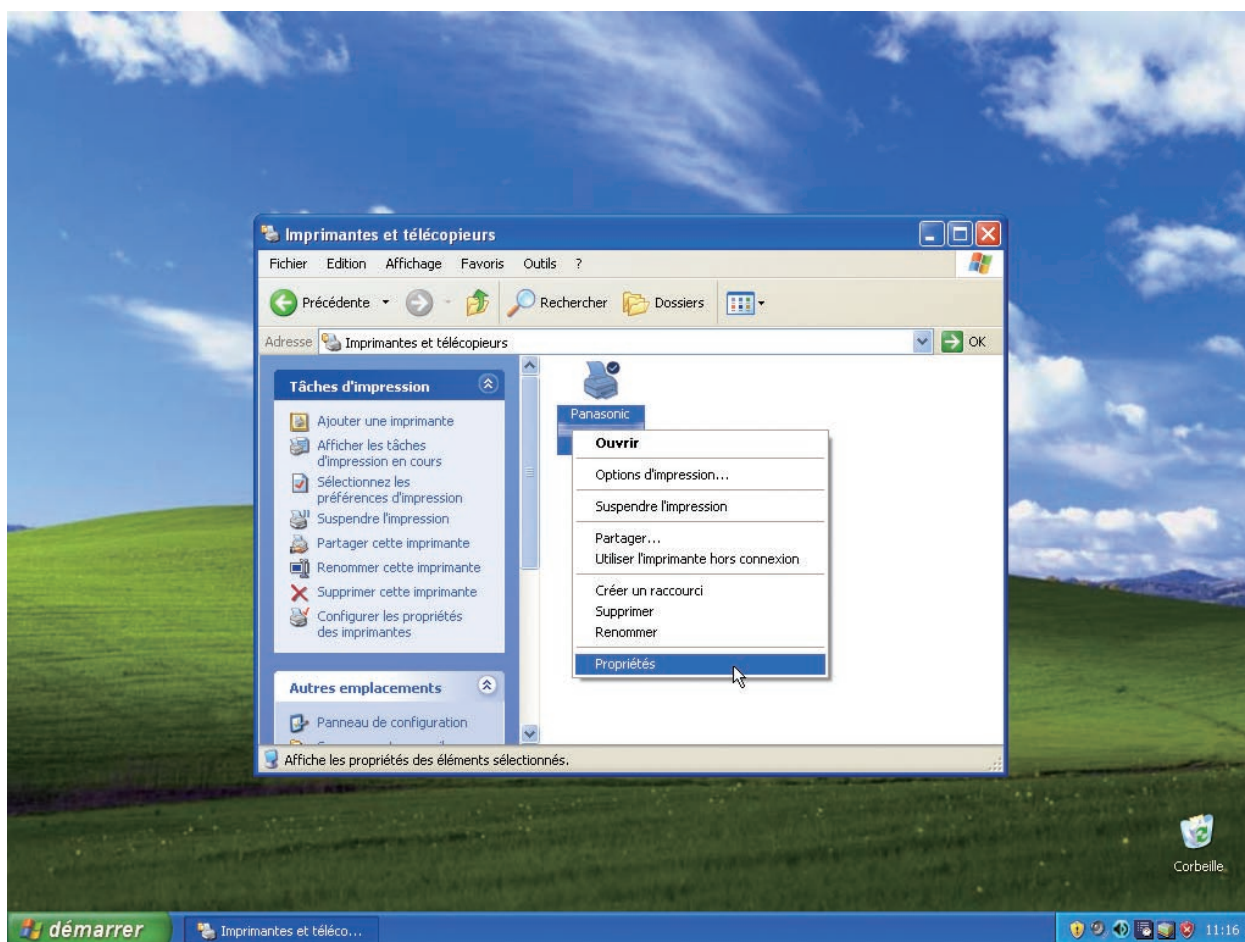 Imprimantes et télécopieurs
Fichier Edition Affichage Favoris Outils ?
Précédente Rechercher Dossiers
Adresse Imprimantes et télécopieurs OK
Tâches d'impression
Ajouter une imprimante
Afficher les tâches
d'impression en cours
Sélectionnez les
préférences d'impression
Suspendre l'impression
Partager cette imprimante
Renommer cette imprimante
Supprimer cette imprimante
Configurer les propriétés
des imprimantes
Autres emplacements
Panneau de configuration
Panasonic
Ouvrir
Options d'impression...
Suspendre l'impression
Partager...
Utiliser l'imprimante hors connexion
Créer un raccourci
Supprimer
Renommer
Propriétés
Affiche les propriétés des éléments sélectionnés.
Corbeille
démarrer Imprimantes et téléco... 11:16